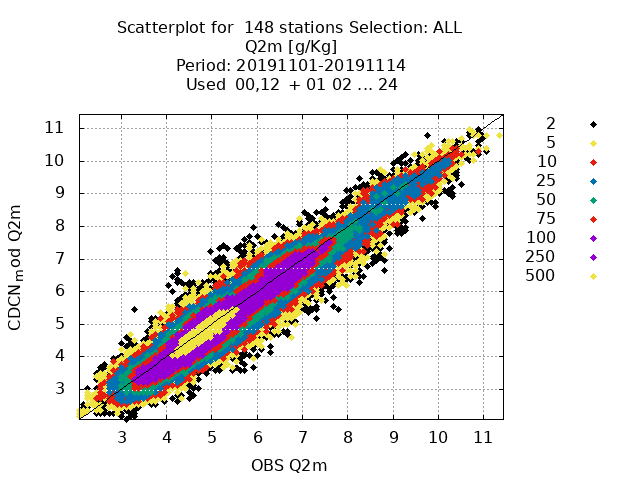 Scatterplot for 148 stations Selection: ALL
Q2m [g/Kg]
Period: 20191101-20191114
Used 00,12 + 01 02 ... 24
11
10
9
8
7
6
5
4
3
CDCNmod Q2m
3 4 5 6 7 8 9 10 11
OBS Q2m
2
5
10
25
50
75
100
250
500